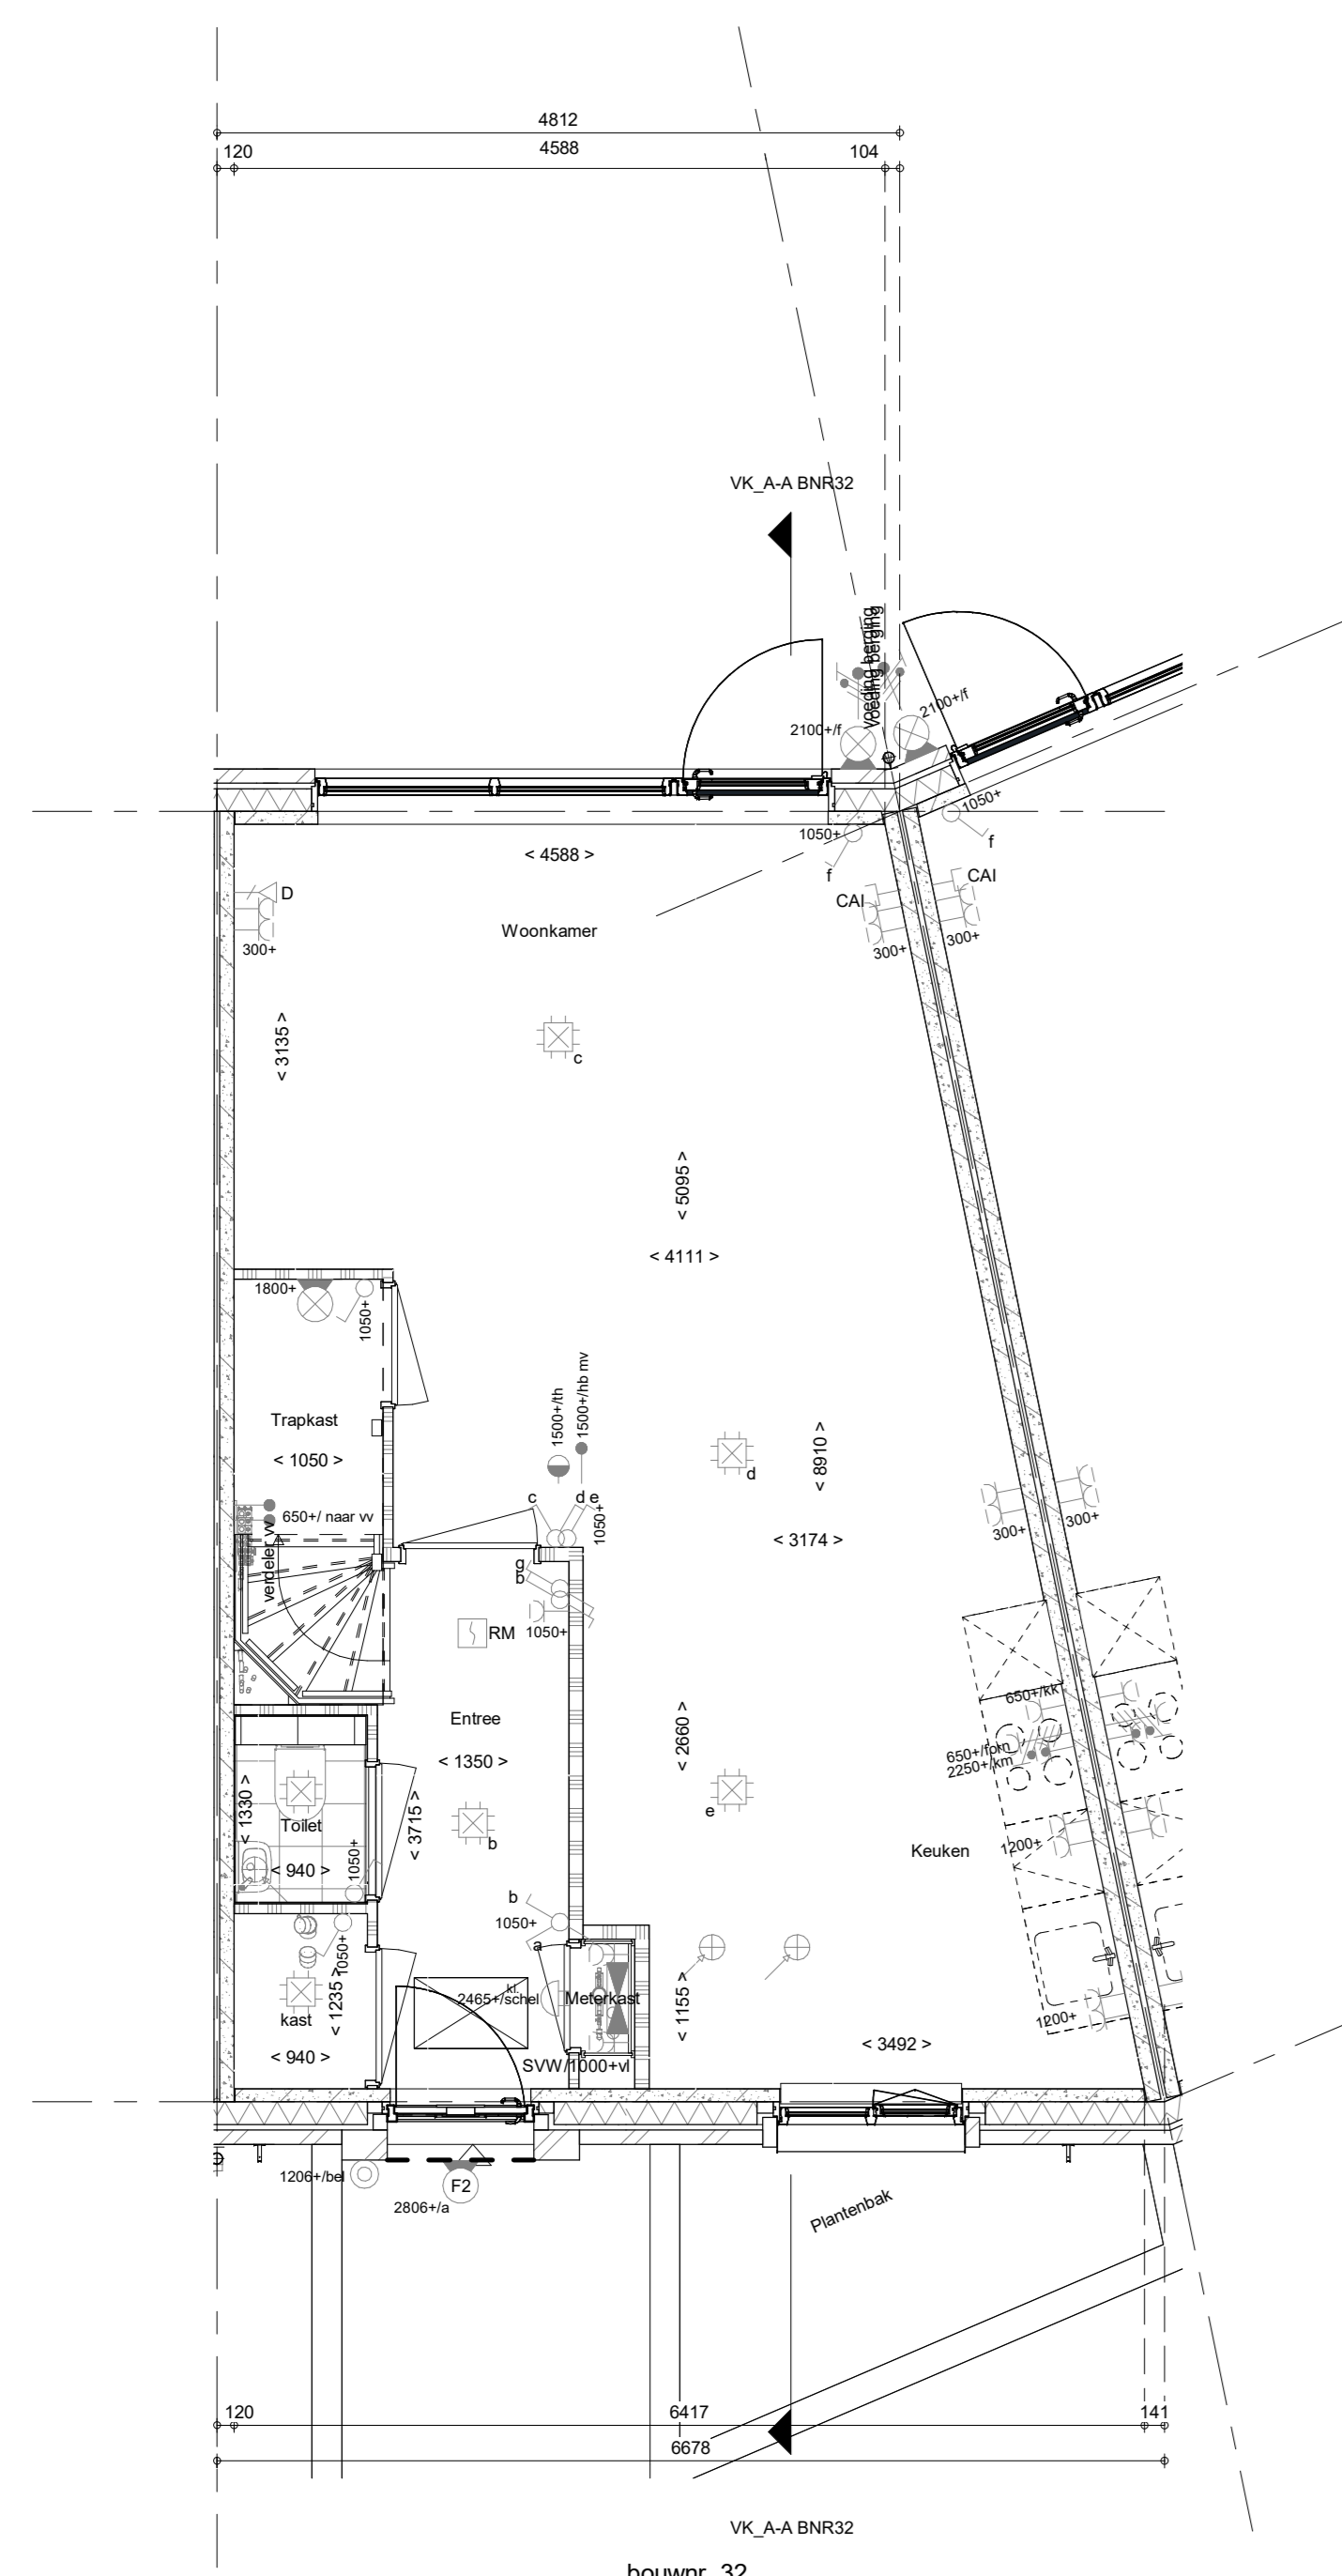 4812
120
4588
104
VK_A-A BNR32
voeding berging
voeding berging
2100+/f
2100+/f
1050+
1050+
f
f
< 4588 >
CAI
CAI
D
300+
300+
300+
Woonkamer
< 3135 >
c
< 5095 >
< 4111 >
1800+
1050+
Trapkast
< 1050 >
1500+/th
1500+/hb mv
d
< 8910 >
c
d e
1050+
650+/ naar vv
verdeler vv
300+
300+
< 3174 >
g
b
1050+
RM
Entree
< 1350 >
< 2660 >
650+/kk
650+/forn
2250+/km
< 1330 >
Toilet
< 940 >
1050+
< 3715 >
b
e
Keuken
1200+
b
1050+
a
1050+
< 1235 >
kast
< 940 >
kl.
2465+/schel
Meterkast
SVW/1000+vl
< 1155 >
1200+
< 3492 >
1206+/bel
F2
2806+/a
Plantenbak
120
6417
141
6678
VK_A-A BNR32
bouwnr. 32